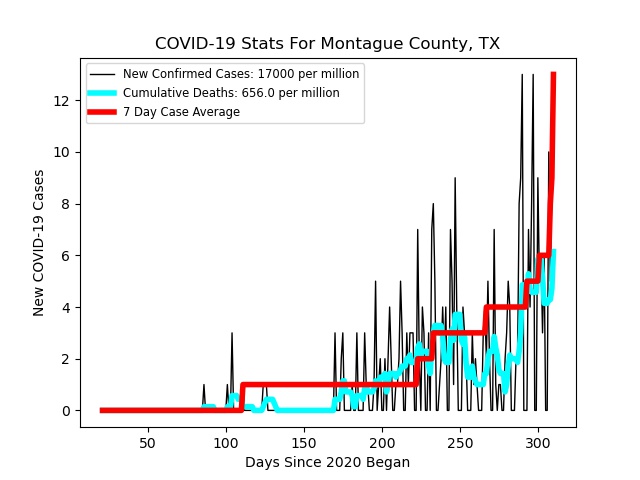 COVID-19 Stats For Montague County, TX
New Confirmed Cases: 17000 per million
Cumulative Deaths: 656.0 per million
7 Day Case Average
New COVID-19 Cases
12
10
8
6
4
2
0
50 100 150 200 250 300
Days Since 2020 Began